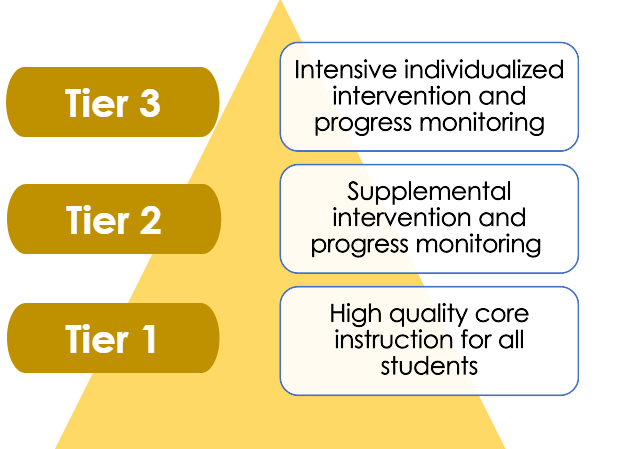 Tier 3
Intensive individualized
intervention and
progress monitoring
Tier 2
Supplemental
intervention and
progress monitoring
Tier 1
High quality core
instruction for all
students